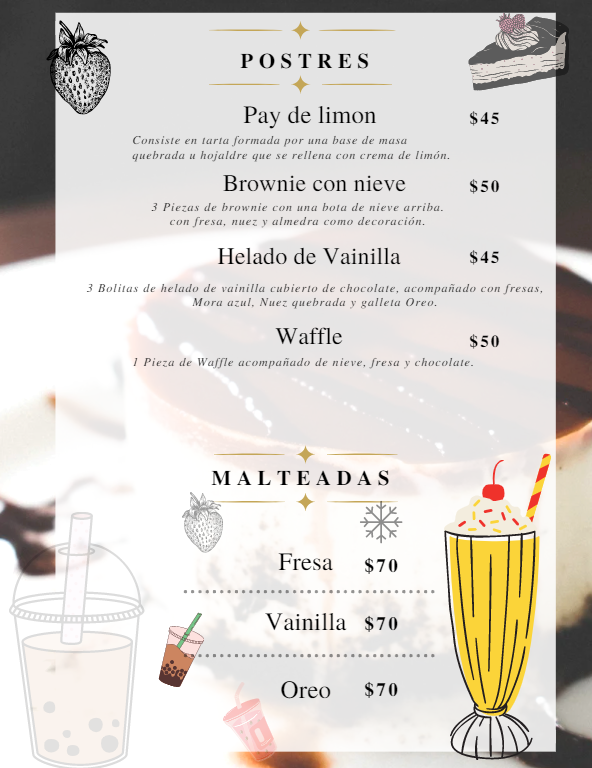 POSTRES
Pay de limon $45
Consiste en tarta formada por una base de masa
quebrada u hojaldre que se rellena con crema de limón.
Brownie con nieve $50
3 Piezas de brownie con una bota de nieve arriba.
con fresa, nuez y almedra como decoración.
Helado de Vainilla $45
3 Bolitas de helado de vainilla cubierto de chocolate, acompañado con fresas,
Mora azul, Nuez quebrada y galleta Oreo.
Waffle $50
1 Pieza de Waffle acompañado de nieve, fresa y chocolate.
MALTEADAS
Fresa $70
Vainilla $70
Oreo $70